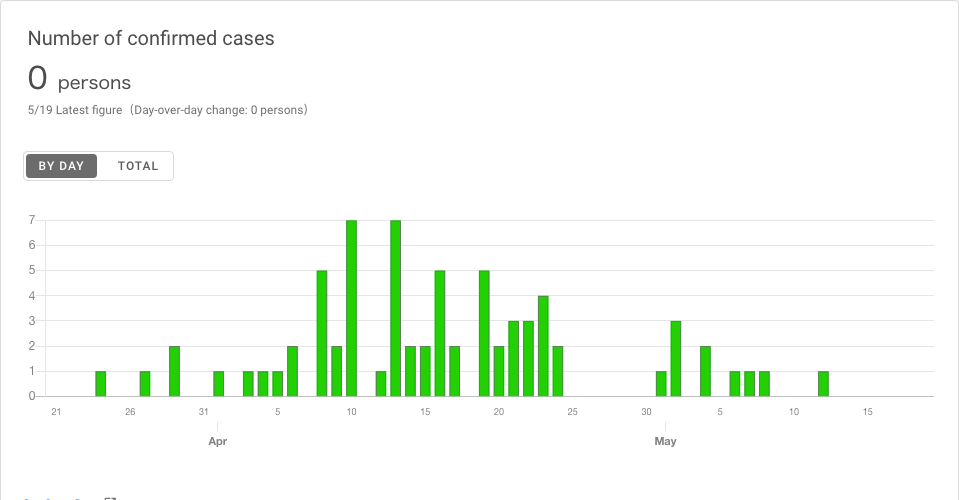 Number of confirmed cases
0 persons
5/19 Latest figure (Day-over-day change: 0 persons)
BY DAY TOTAL
7
6
5
4
3
2
1
0
21 26 31 5 10 15 20 25 30 5 10 15
Apr May